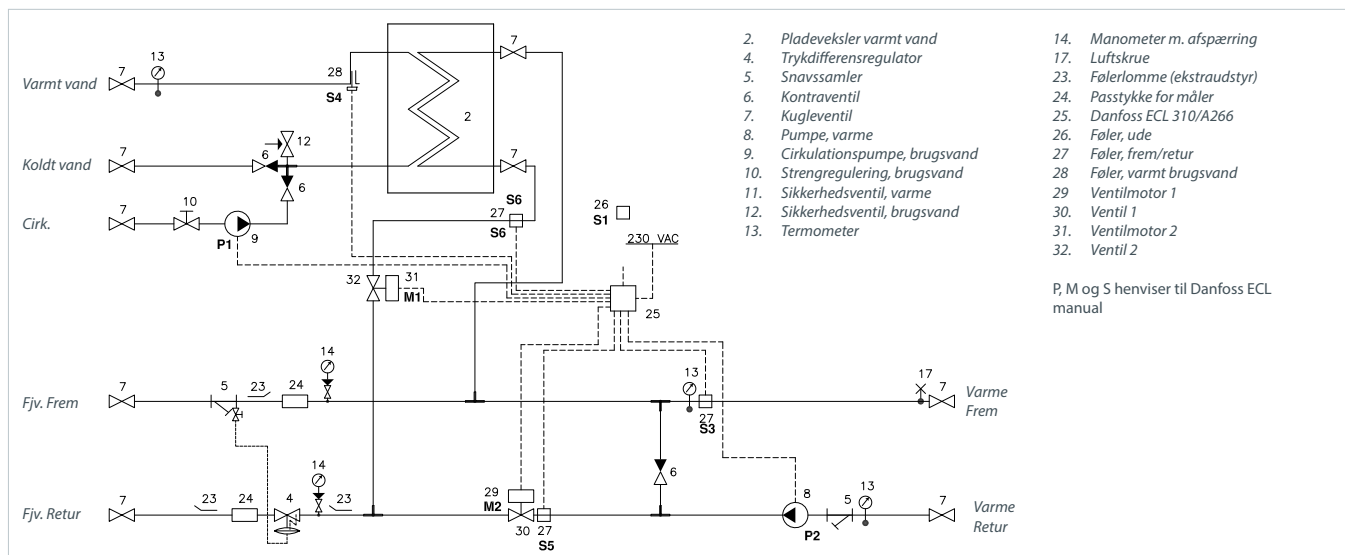 2. Pladeveksler varmt vand
4. Trykdifferensregulator
5. Snavssamler
6. Kontraventil
7. Kugleventil
8. Pumpe, varme
9. Cirkulationspumpe, brugsvand
10. Strengregulering, brugsvand
11. Sikkerhedsventil, varme
12. Sikkerhedsventil, brugsvand
13. Termometer
14. Manometer m. afspærring
17. Luftskrue
23. Følerlomme (ekstraudstyr)
24. Passtykke for måler
25. Danfoss ECL 310/A266
26. Føler, ude
27 Føler, frem/retur
28 Føler, varmt brugsvand
29 Ventilmotor 1
30. Ventil 1
31. Ventilmotor 2
32. Ventil 2
P, M og S henviser til Danfoss ECL
manual
7
13
28
7
Varmt vand
S4
2
12
7
6
7
Koldt vand
6
S6
10
7
27
26
Cirk.
9
S6
S1
P1
230 VAC
32
31
M1
25
14
7
5
23
24
13
17
7
Fjv. Frem
Varme
Frem
27
S3
14
6
7
23
24
4
23
29
8
5
13
7
M2
Fjv. Retur
Varme
Retur
30
27
S5
P2